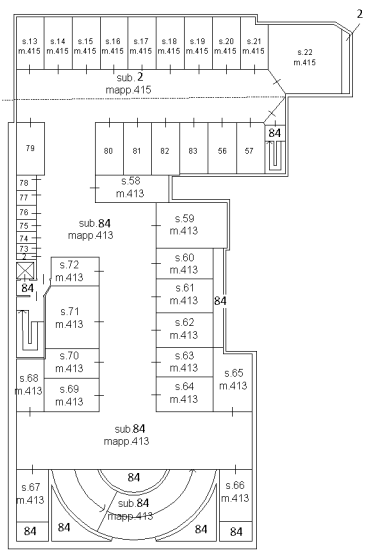 2
s.13 s.14 s.15 s.16 s.17 s.18 s.19 s.20 s.21
m.415 m.415 m.415 m.415 m.415 m.415 m.415 m.415 m.415
s.22
m.415
sub.2
mapp.415
84
79
80 81 82 83 56 57
78
77
76
75
74
73
2
s.58
m.413
sub.84
mapp.413
s.59
m.413
s.72
m.413
s.60
m.413
84
s.61
m.413
84
s.71
m.413
s.62
m.413
s.70
m.413
s.63
m.413
s.68
m.413
s.69
m.413
s.64
m.413
s.65
m.413
sub.84
mapp.413
s.67
m.413
84
s.66
m.413
sub.84
mapp.413
84
84
84
84